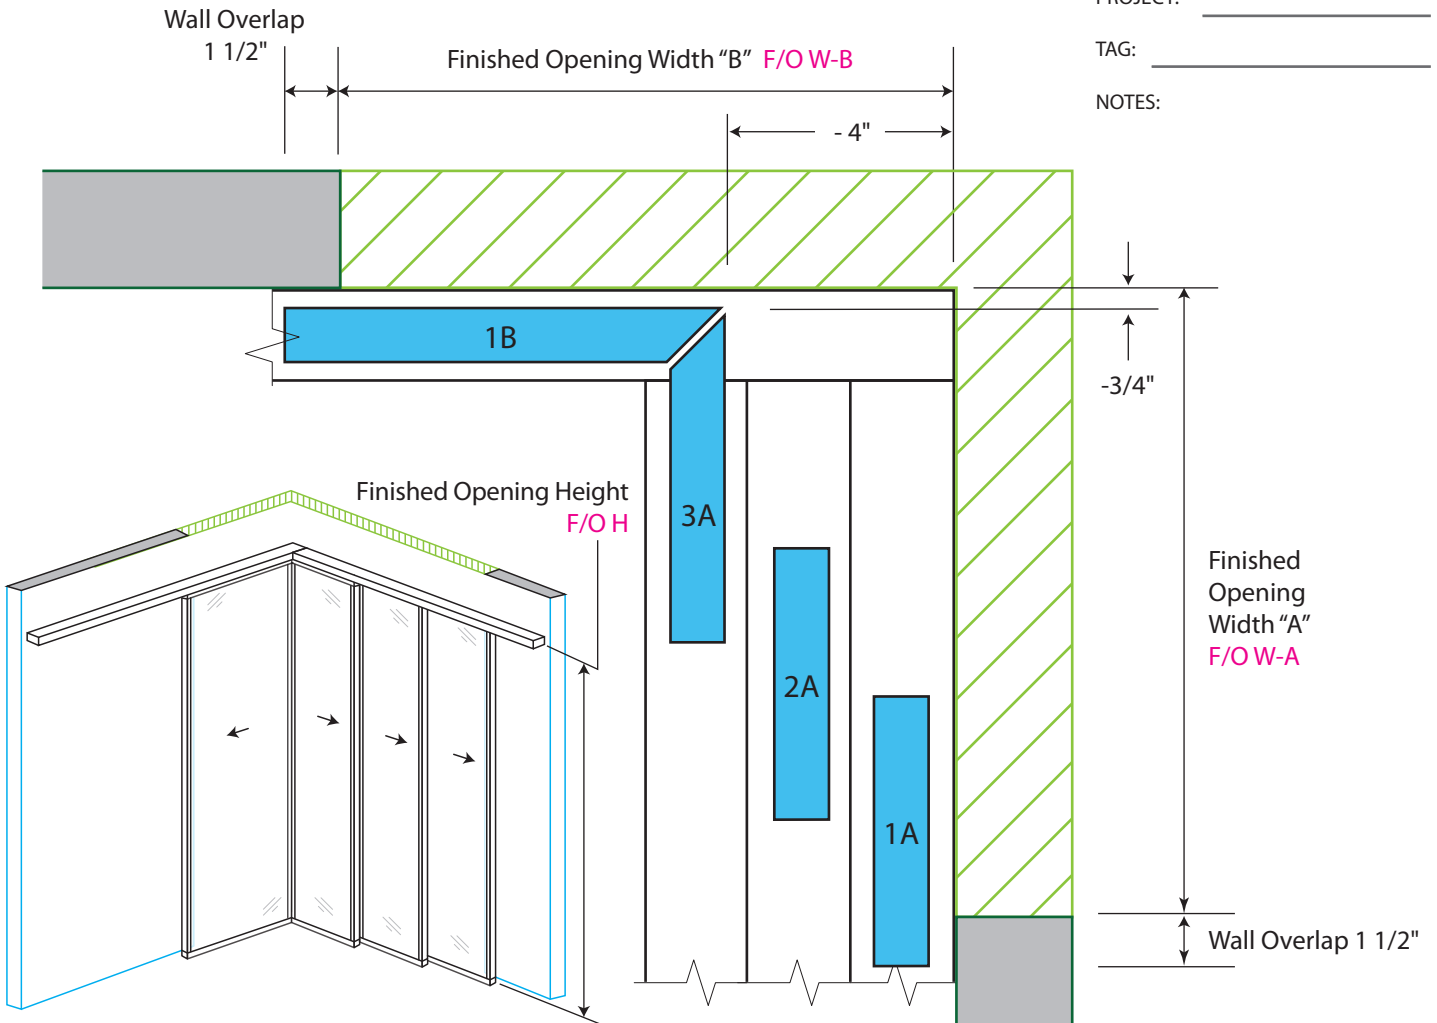 PROJECT:
Wall Overlap
1 1/2"
Finished Opening Width “B” F/O W-B
TAG:
NOTES:
- 4"
1B
-3/4"
Finished Opening Height
F/O H
3A
2A
1A
Finished
Opening
Width “A”
F/O W-A
Wall Overlap 1 1/2"